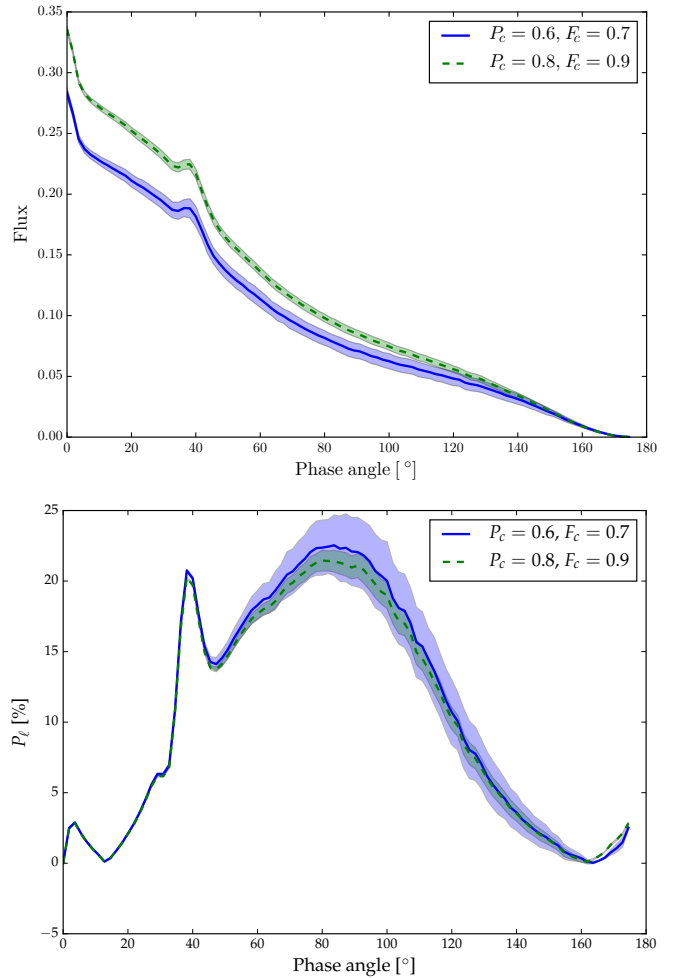 0.35
0.30
0.25
0.20
0.15
0.10
0.05
0.00
Flux
P_c = 0.6, F_c = 0.7
P_c = 0.8, F_c = 0.9
0 20 40 60 80 100 120 140 160 180
Phase angle [°]
25
20
15
10
5
0
−5
P_ℓ [%]
P_c = 0.6, F_c = 0.7
P_c = 0.8, F_c = 0.9
0 20 40 60 80 100 120 140 160 180
Phase angle [°]